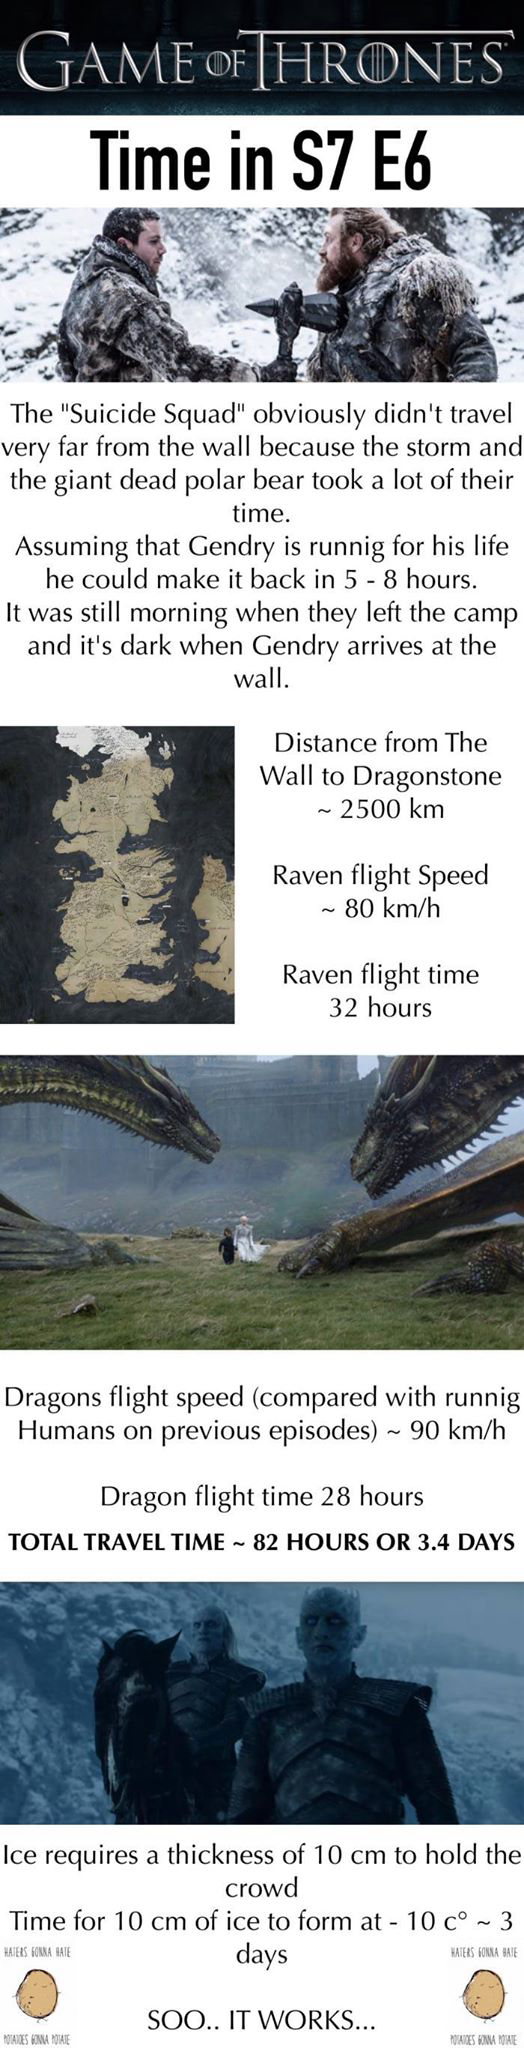 GAME OF THRONES
Time in S7 E6
The "Suicide Squad" obviously didn't travel
very far from the wall because the storm and
the giant dead polar bear took a lot of their
time.
Assuming that Gendry is runnig for his life
he could make it back in 5 - 8 hours.
It was still morning when they left the camp
and it's dark when Gendry arrives at the
wall.
Distance from The
Wall to Dragonstone
~ 2500 km
Raven flight Speed
~ 80 km/h
Raven flight time
32 hours
Dragons flight speed (compared with runnig
Humans on previous episodes) ~ 90 km/h
Dragon flight time 28 hours
TOTAL TRAVEL TIME ~ 82 HOURS OR 3.4 DAYS
Ice requires a thickness of 10 cm to hold the
crowd
Time for 10 cm of ice to form at - 10 c° ~ 3
days
HATERS GONNA HATE
POTATOES GONNA POTATE
HATERS GONNA HATE
POTATOES GONNA POTATE
SOO.. IT WORKS...